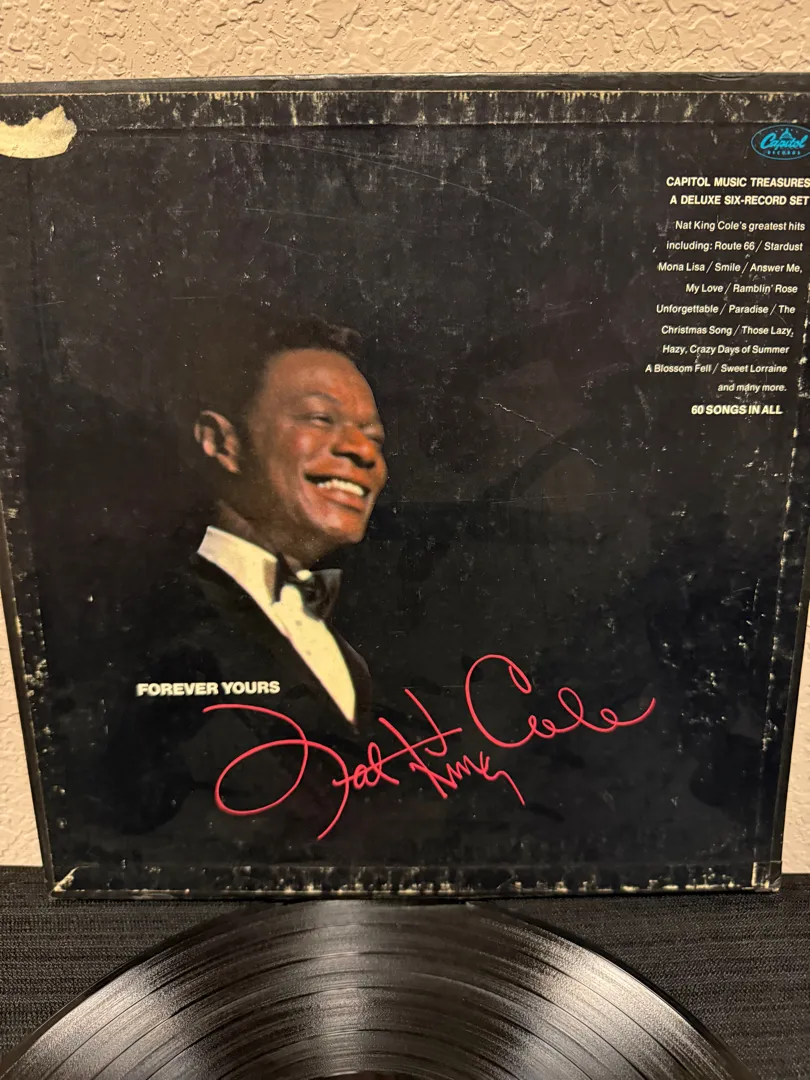 Capitol
RECORDS
CAPITOL MUSIC TREASURES
A DELUXE SIX-RECORD SET
Nat King Cole's greatest hits
including: Route 66 / Stardust
Mona Lisa / Smile / Answer Me,
My Love / Ramblin' Rose
Unforgettable / Paradise / The
Christmas Song / Those Lazy,
Hazy, Crazy Days of Summer
A Blossom Fell / Sweet Lorraine
and many more.
60 SONGS IN ALL
FOREVER YOURS
Nat King Cole